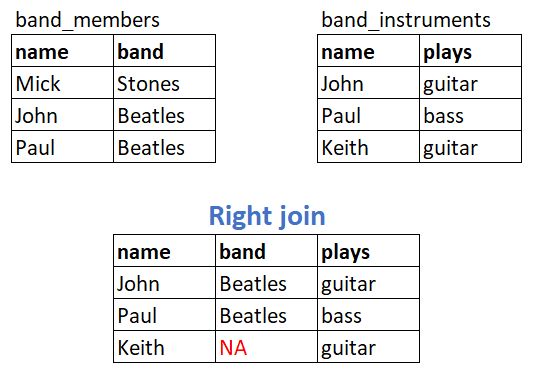 band_members
name band
Mick Stones
John Beatles
Paul Beatles
band_instruments
name plays
John guitar
Paul bass
Keith guitar
Right join
name band plays
John Beatles guitar
Paul Beatles bass
Keith NA guitar